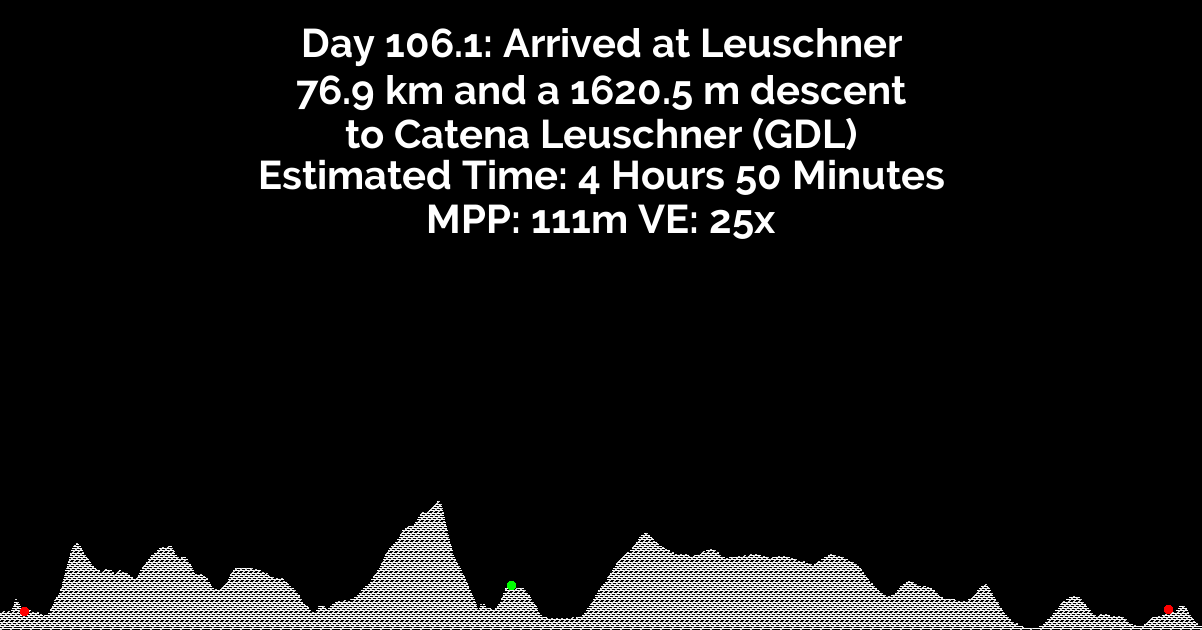 Day 106.1: Arrived at Leuschner
76.9 km and a 1620.5 m descent
to Catena Leuschner (GDL)
Estimated Time: 4 Hours 50 Minutes
MPP: 111m VE: 25x